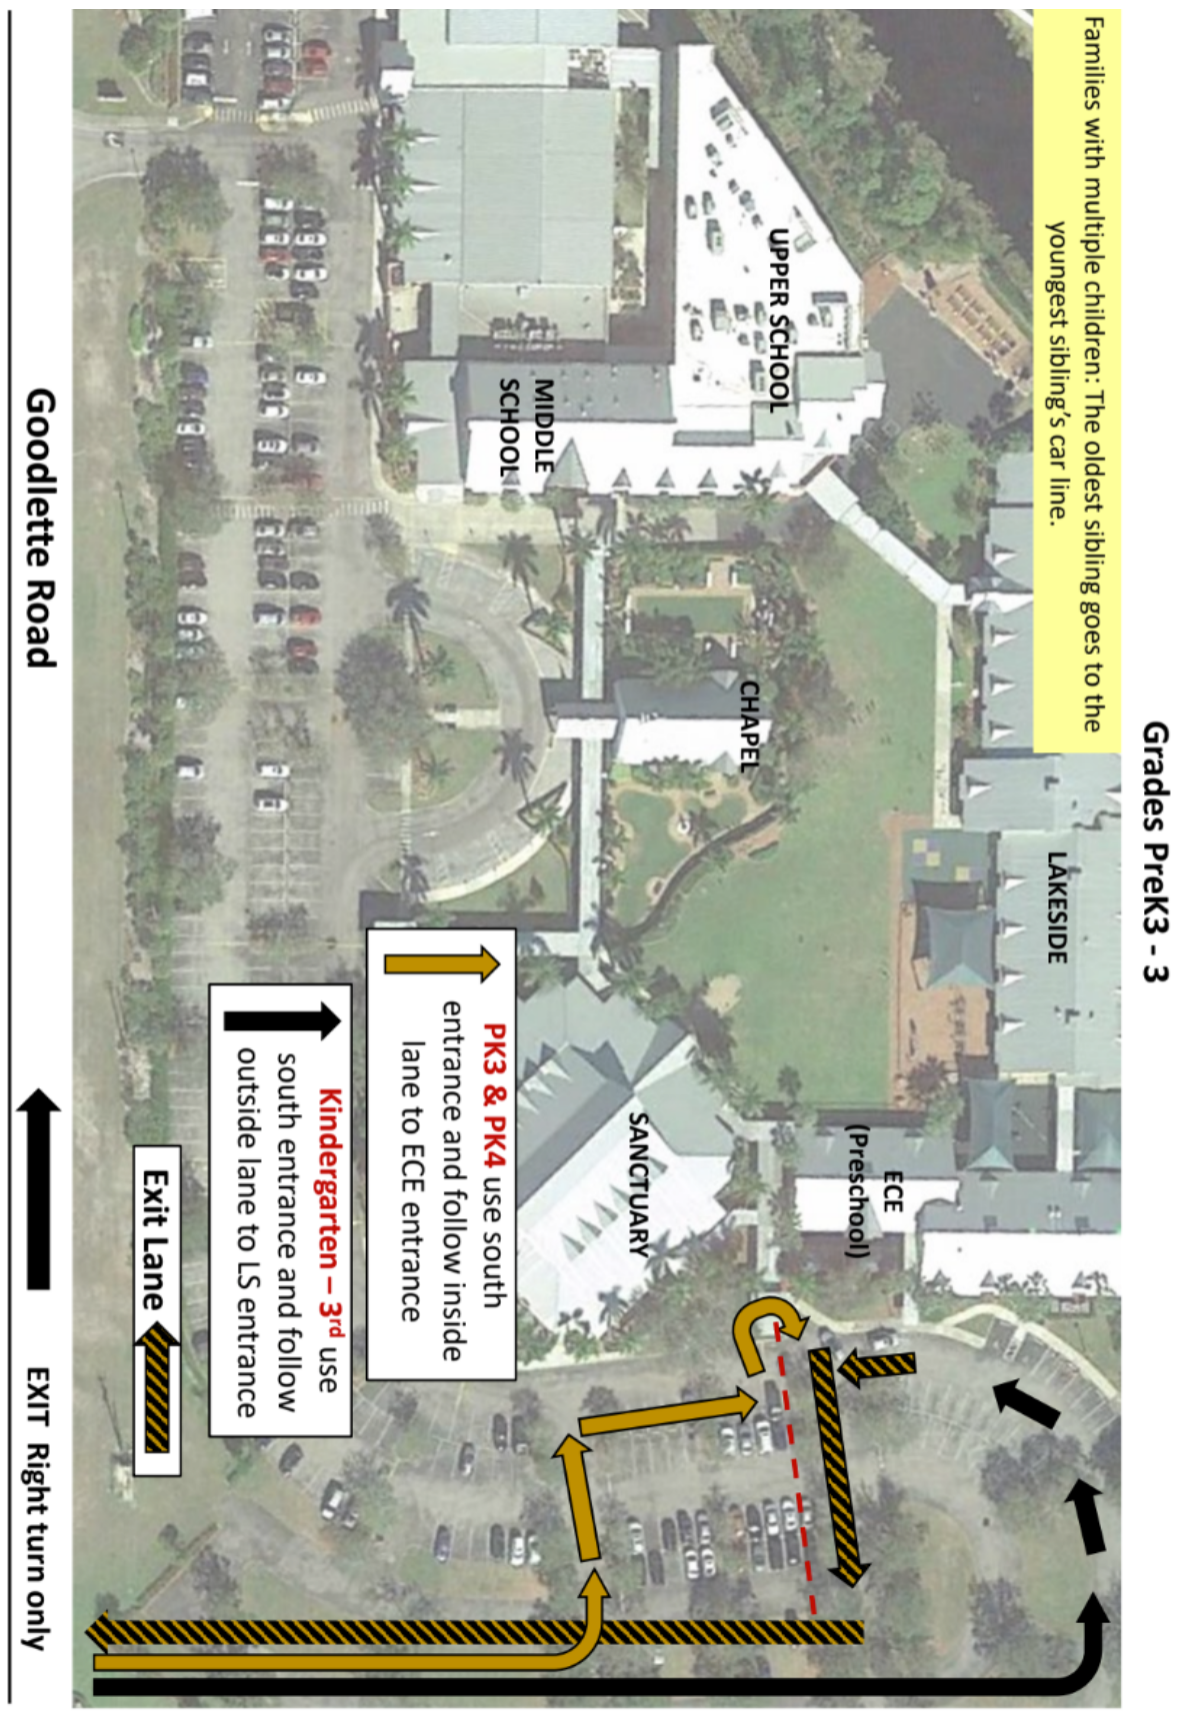 Grades PreK3 - 3
Families with multiple children: The oldest sibling goes to the
youngest sibling's car line.
LAKESIDE
UPPER SCHOOL
MIDDLE
SCHOOL
CHAPEL
ECE
(Preschool)
SANCTUARY
PK3 & PK4 use south
entrance and follow inside
lane to ECE entrance
Kindergarten – 3rd use
south entrance and follow
outside lane to LS entrance
Exit Lane
Goodlette Road
EXIT Right turn only